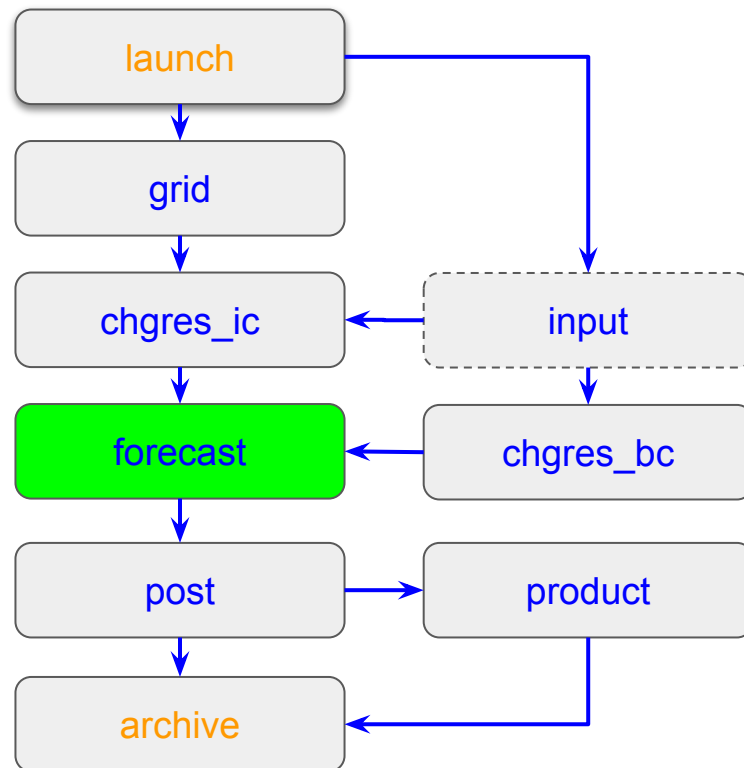 launch
grid
chgres_ic
input
forecast
chgres_bc
post
product
archive